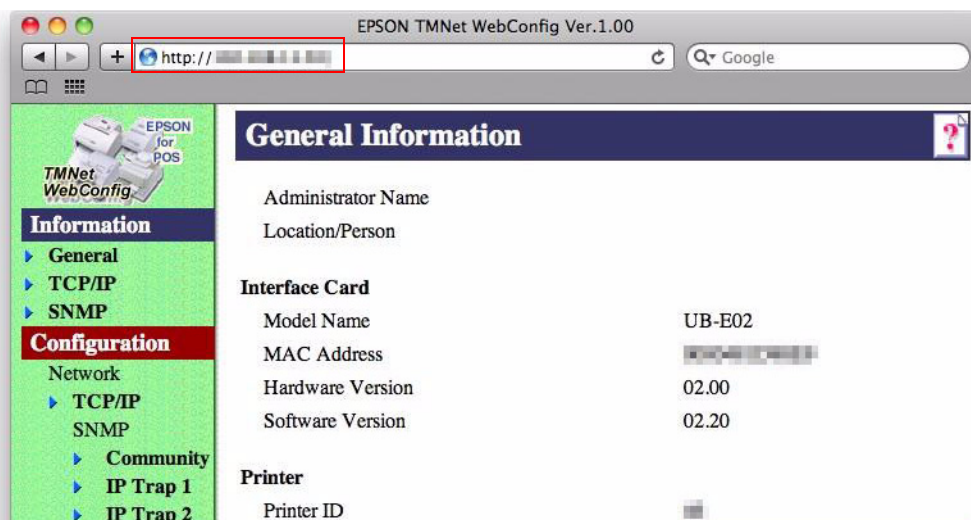 EPSON TMNet WebConfig Ver.1.00
http://
Google
EPSON
for
POS
TMNet
WebConfig
Information
General
TCP/IP
SNMP
Configuration
Network
TCP/IP
SNMP
Community
IP Trap 1
IP Trap 2
General Information
?
Administrator Name
Location/Person
Interface Card
Model Name UB-E02
MAC Address
Hardware Version 02.00
Software Version 02.20
Printer
Printer ID